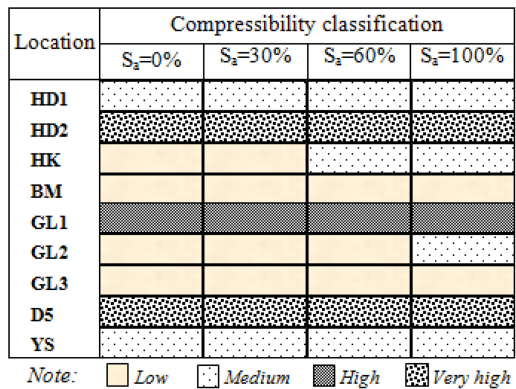 Location
Compressibility classification
Sa=0% Sa=30% Sa=60% Sa=100%
HD1
HD2
HK
BM
GL1
GL2
GL3
D5
YS
Note: Low Medium High Very high